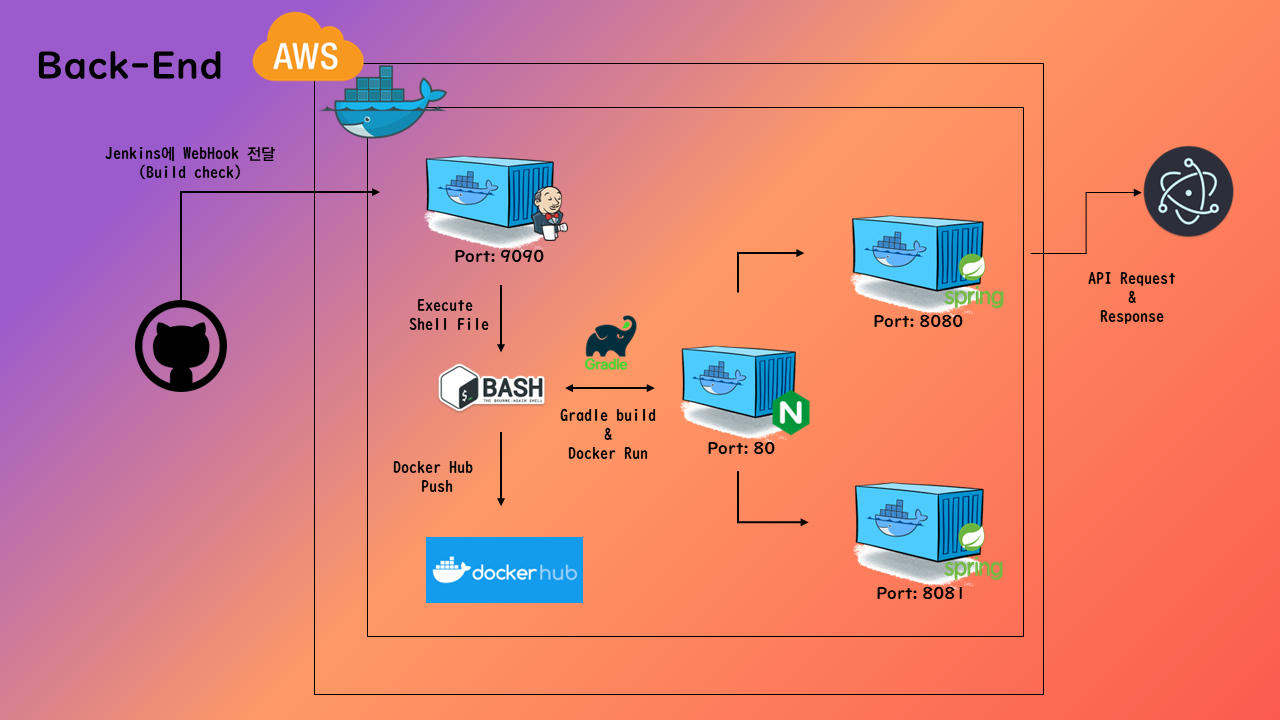 Back-End
AWS
Jenkins에 WebHook 전달
(Build check)
Port: 9090
Execute
Shell File
Gradle
BASH
THE BOURNE-AGAIN SHELL
Gradle build
&
Docker Run
Docker Hub
Push
dockerhub
N
Port: 80
spring
Port: 8080
spring
Port: 8081
API Request
&
Response